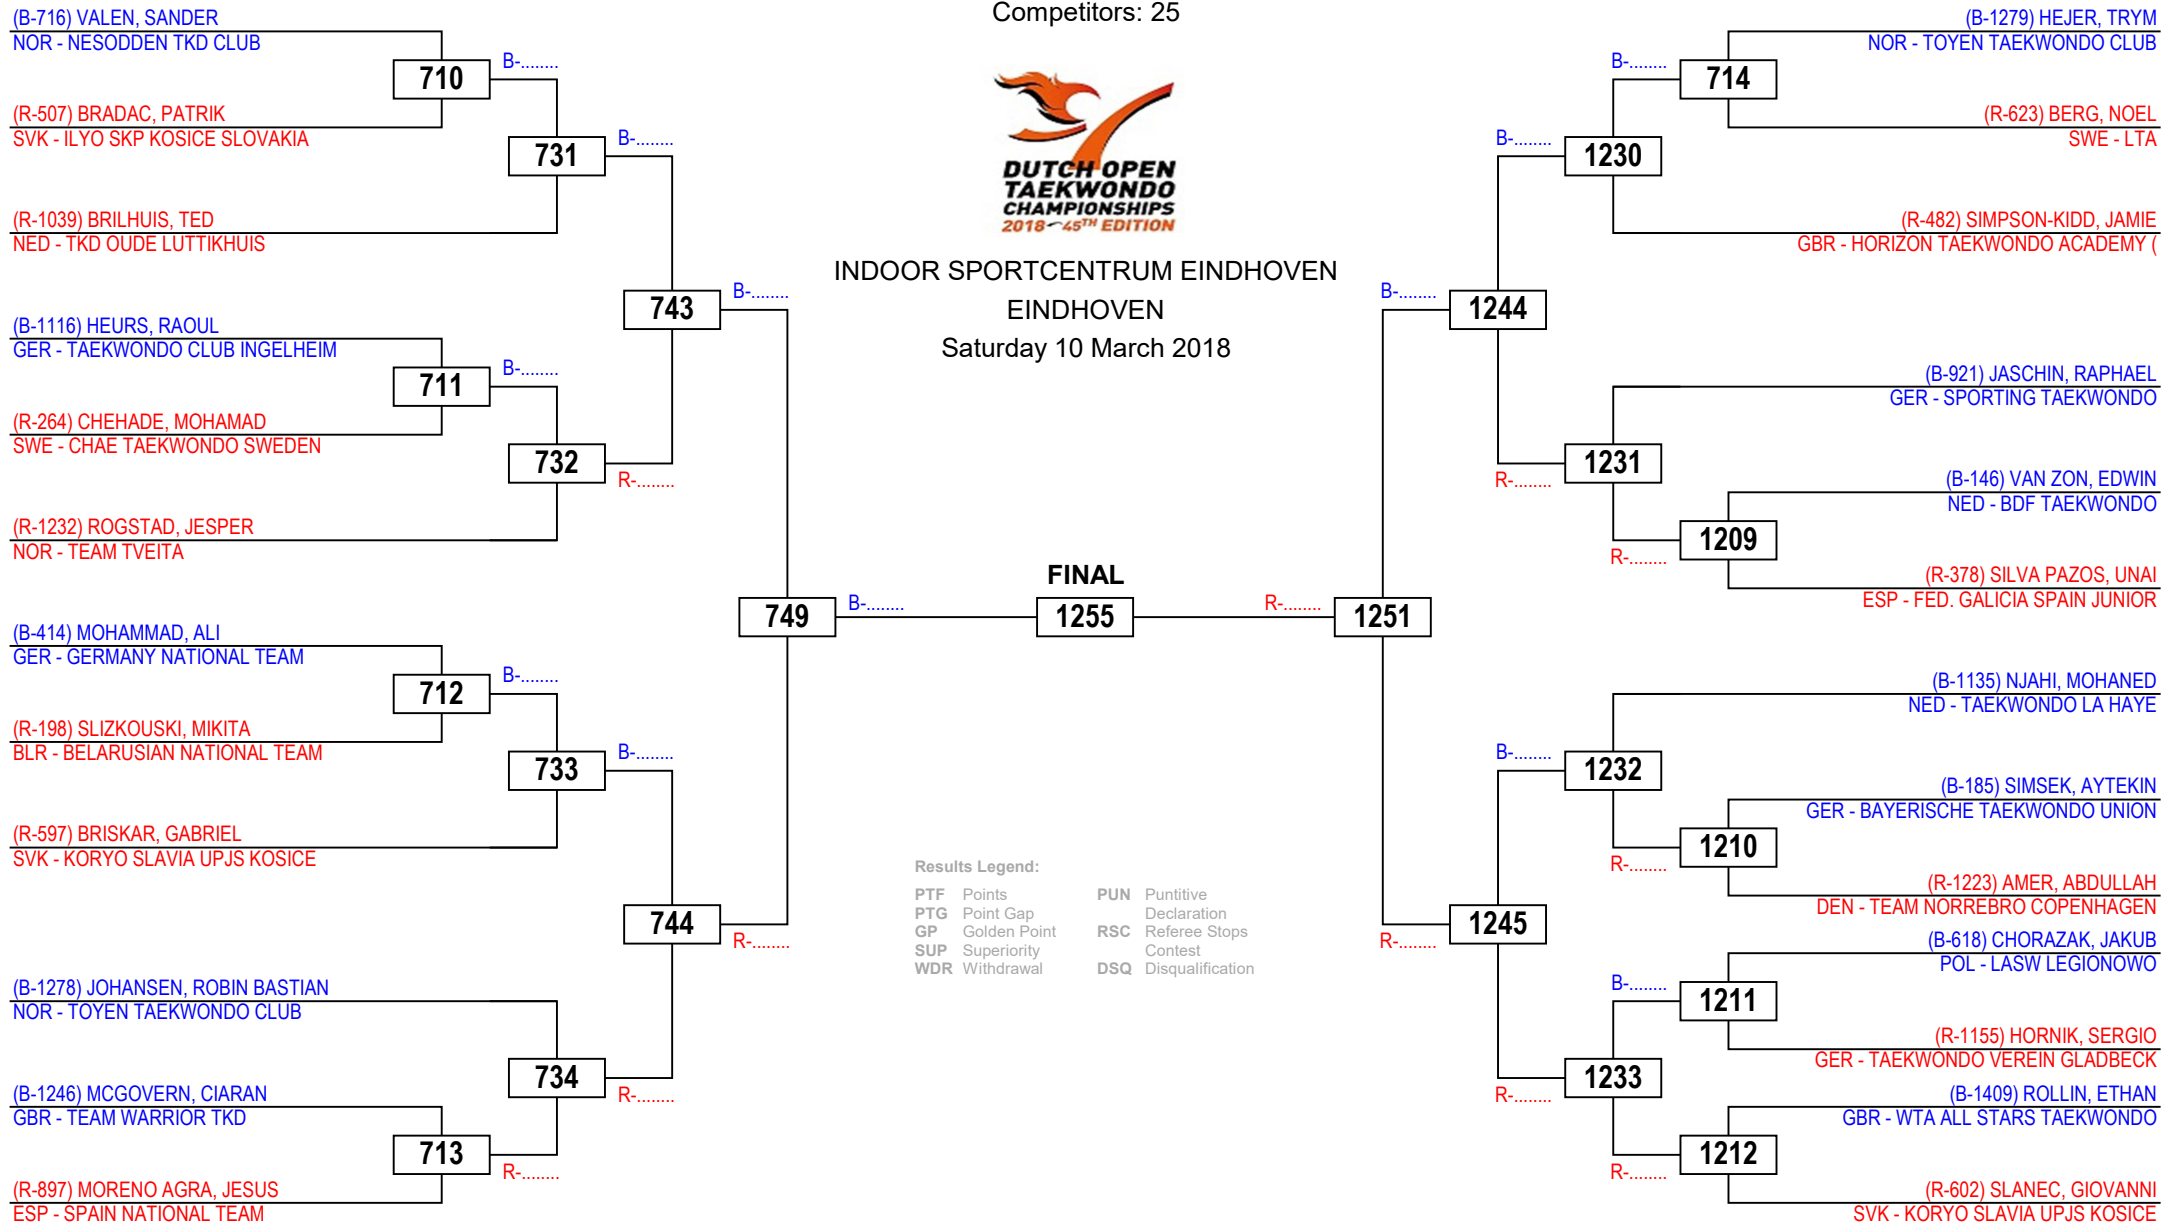 (B-716) VALEN, SANDER
NOR - NESODDEN TKD CLUB
710
B-........
(R-507) BRADAC, PATRIK
SVK - ILYO SKP KOSICE SLOVAKIA
731
B-........
(R-1039) BRILHUIS, TED
NED - TKD OUDE LUTTIKHUIS
743
B-........
(B-1116) HEURS, RAOUL
GER - TAEKWONDO CLUB INGELHEIM
711
B-........
(R-264) CHEHADE, MOHAMAD
SWE - CHAE TAEKWONDO SWEDEN
732
R-........
(R-1232) ROGSTAD, JESPER
NOR - TEAM TVEITA
749
B-........
(B-414) MOHAMMAD, ALI
GER - GERMANY NATIONAL TEAM
712
B-........
(R-198) SLIZKOUSKI, MIKITA
BLR - BELARUSIAN NATIONAL TEAM
733
B-........
(R-597) BRISKAR, GABRIEL
SVK - KORYO SLAVIA UPJS KOSICE
744
R-........
(B-1278) JOHANSEN, ROBIN BASTIAN
NOR - TOYEN TAEKWONDO CLUB
734
R-........
(B-1246) MCGOVERN, CIARAN
GBR - TEAM WARRIOR TKD
713
R-........
(R-897) MORENO AGRA, JESUS
ESP - SPAIN NATIONAL TEAM
Competitors: 25
DUTCH OPEN
TAEKWONDO
CHAMPIONSHIPS
2018 45TH EDITION
INDOOR SPORTCENTRUM EINDHOVEN
EINDHOVEN
Saturday 10 March 2018
FINAL
1255
Results Legend:
PTF Points PUN Puntitive
PTG Point Gap Declaration
GP Golden Point RSC Referee Stops
SUP Superiority Contest
WDR Withdrawal DSQ Disqualification
(B-1279) HEJER, TRYM
NOR - TOYEN TAEKWONDO CLUB
B-........
714
(R-623) BERG, NOEL
SWE - LTA
B-........
1230
(R-482) SIMPSON-KIDD, JAMIE
GBR - HORIZON TAEKWONDO ACADEMY (
B-........
1244
(B-921) JASCHIN, RAPHAEL
GER - SPORTING TAEKWONDO
1231
R-........
(B-146) VAN ZON, EDWIN
NED - BDF TAEKWONDO
1209
R-........
(R-378) SILVA PAZOS, UNAI
ESP - FED. GALICIA SPAIN JUNIOR
R-........
1251
(B-1135) NJAHI, MOHANED
NED - TAEKWONDO LA HAYE
B-........
1232
(B-185) SIMSEK, AYTEKIN
GER - BAYERISCHE TAEKWONDO UNION
1210
R-........
(R-1223) AMER, ABDULLAH
DEN - TEAM NORREBRO COPENHAGEN
1245
R-........
(B-618) CHORAZAK, JAKUB
POL - LASW LEGIONOWO
B-........
1211
(R-1155) HORNIK, SERGIO
GER - TAEKWONDO VEREIN GLADBECK
1233
R-........
(B-1409) ROLLIN, ETHAN
GBR - WTA ALL STARS TAEKWONDO
1212
R-........
(R-602) SLANEC, GIOVANNI
SVK - KORYO SLAVIA UPJS KOSICE